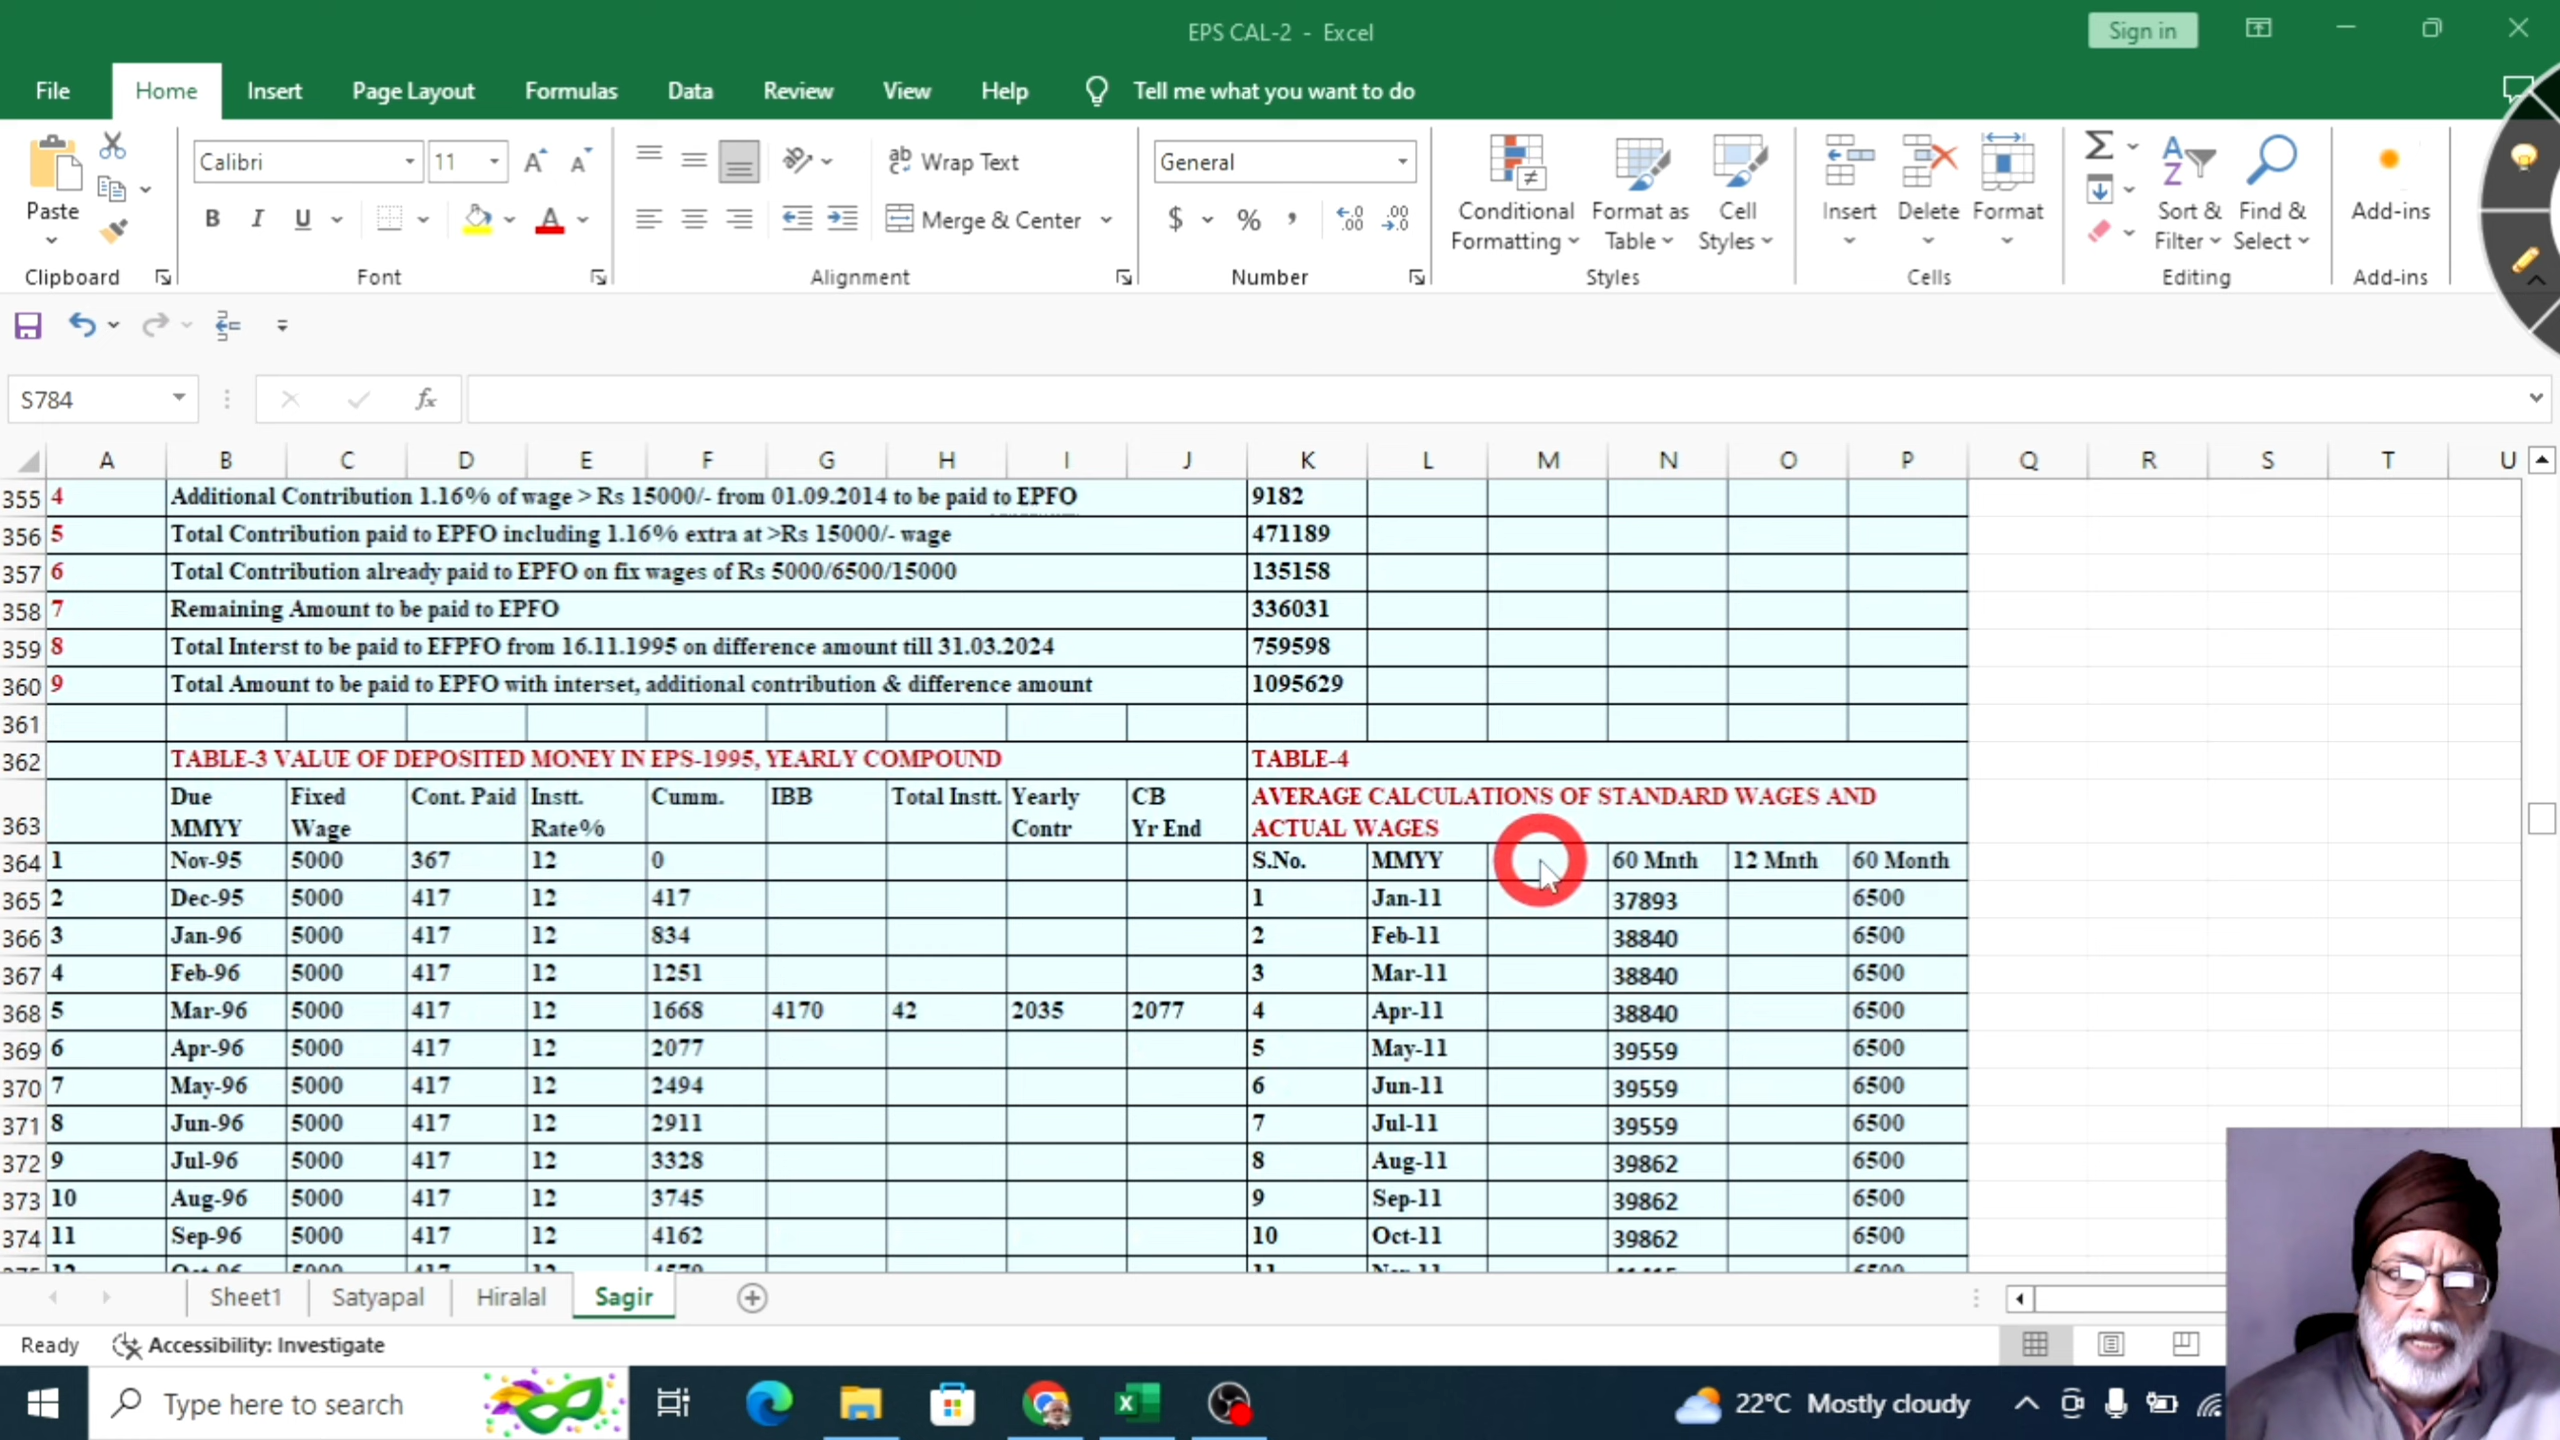 EPS CAL-2 - Excel
Sign in
File Home Insert Page Layout Formulas Data Review View Help Tell me what you want to do
Paste
Clipboard
Calibri 11
B I U
Font
Wrap Text
Merge & Center
Alignment
General
$ % ,
Number
Conditional Formatting
Format as Table
Cell Styles
Styles
Insert Delete Format
Cells
Sort & Filter
Find & Select
Editing
Add-ins
Add-ins
S784 fx
A B C D E F G H I J K L M N O P Q R S T U
355 4 Additional Contribution 1.16% of wage > Rs 15000/- from 01.09.2014 to be paid to EPFO 9182
356 5 Total Contribution paid to EPFO including 1.16% extra at >Rs 15000/- wage 471189
357 6 Total Contribution already paid to EPFO on fix wages of Rs 5000/6500/15000 135158
358 7 Remaining Amount to be paid to EPFO 336031
359 8 Total Interst to be paid to EFPFO from 16.11.1995 on difference amount till 31.03.2024 759598
360 9 Total Amount to be paid to EPFO with interset, additional contribution & difference amount 1095629
361
362 TABLE-3 VALUE OF DEPOSITED MONEY IN EPS-1995, YEARLY COMPOUND TABLE-4
363 Due MMYY Fixed Wage Cont. Paid Instt. Rate% Cumm. IBB Total Instt. Yearly Contr CB Yr End AVERAGE CALCULATIONS OF STANDARD WAGES AND ACTUAL WAGES
364 1 Nov-95 5000 367 12 0 S.No. MMYY 60 Mnth 12 Mnth 60 Month
365 2 Dec-95 5000 417 12 417 1 Jan-11 37893 6500
366 3 Jan-96 5000 417 12 834 2 Feb-11 38840 6500
367 4 Feb-96 5000 417 12 1251 3 Mar-11 38840 6500
368 5 Mar-96 5000 417 12 1668 4170 42 2035 2077 4 Apr-11 38840 6500
369 6 Apr-96 5000 417 12 2077 5 May-11 39559 6500
370 7 May-96 5000 417 12 2494 6 Jun-11 39559 6500
371 8 Jun-96 5000 417 12 2911 7 Jul-11 39559 6500
372 9 Jul-96 5000 417 12 3328 8 Aug-11 39862 6500
373 10 Aug-96 5000 417 12 3745 9 Sep-11 39862 6500
374 11 Sep-96 5000 417 12 4162 10 Oct-11 39862 6500
Sheet1 Satyapal Hiralal Sagir
Ready Accessibility: Investigate
Type here to search
22°C Mostly cloudy